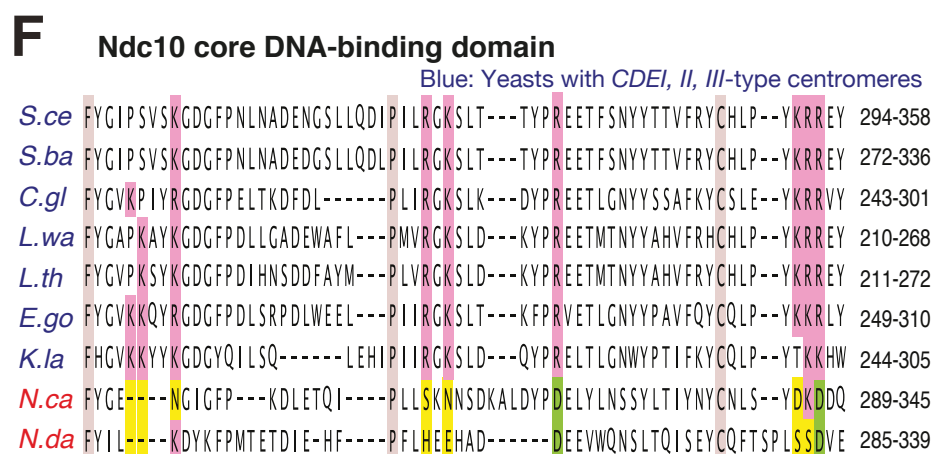 F
Ndc10 core DNA-binding domain
Blue: Yeasts with CDEI, II, III-type centromeres
S.ce FYGIPSVSKGDGFPNLNADENGSLLQDIPILRGKSLT---TYPREETFSNYYTTVFRYCHLP--YKRREY 294-358
S.ba FYGIPSVSKGDGFPNLNADEDGSLLQDLPILRGKSLT---TYPREETFSNYYTTVFRYCHLP--YKRREY 272-336
C.gl FYGVKPIYRGDGFPELTKDFDL------PLIRGKSLK---DYPREETLGNYYSSAFKYCSLE--YKRRVY 243-301
L.wa FYGAPKAYKGDGFPDLLGADEWAFL---PMVRGKSLD---KYPREETMTNYYAHVFRHCHLP--YKRREY 210-268
L.th FYGVPKSYKGDGFPDIHNSDDFAYM---PLVRGKSLD---KYPREETMTNYYAHVFRYCHLP--YKRREY 211-272
E.go FYGVKKQYRGDGFPDLSRPDLWEEL---PIIRGKSLT---KFPRVETLGNYYPAVFQYCQLP--YKKRLY 249-310
K.la FHGVKKYYKGDGYQILSQ------LEHIPIIRGKSLD---QYPRELTLGNWYPTIFKYCQLP--YTKKHW 244-305
N.ca FYGE----NGIGFP---KDLETQI----PLLSKNNSDKALDYPDELYLNSSYLTIYNYCNLS--YDKDDQ 289-345
N.da FYIL----KDYKFPMTETDIE-HF----PFLHEEHAD------DEEVWQNSLTQISEYCQFTSPLSSDVE 285-339